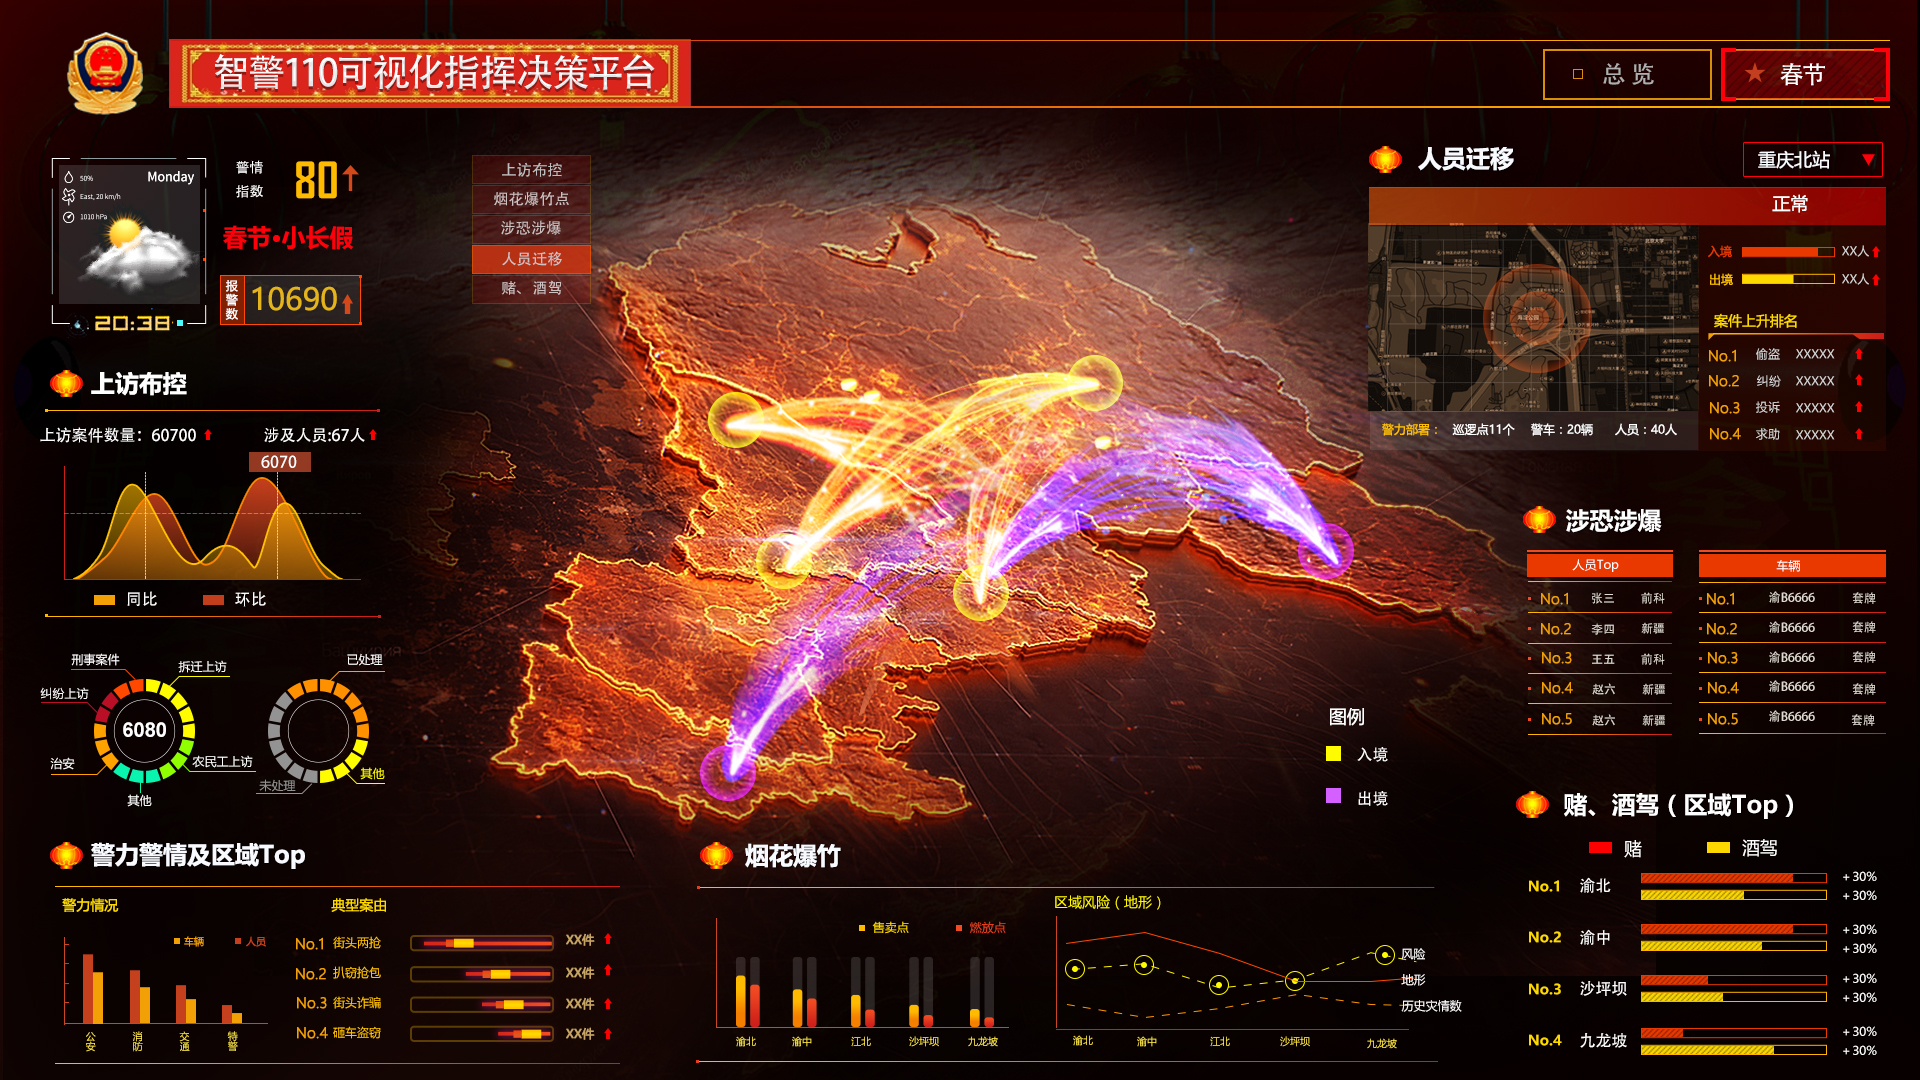 智警110可视化指挥决策平台
总 览
春节
50%
Monday
East, 20 km/h
1010 hPa
20:38
警情
指数
80
春节·小长假
报警数
10690
上访布控
烟花爆竹点
涉恐涉爆
人员迁移
赌、酒驾
人员迁移
重庆北站
正常
入境
XX人
出境
XX人
案件上升排名
No.1 偷盗 XXXXX
No.2 纠纷 XXXXX
No.3 投诉 XXXXX
No.4 求助 XXXXX
警力部署： 巡逻点11个 警车：20辆 人员：40人
上访布控
上访案件数量：60700
涉及人员:67人
6070
同比
环比
刑事案件
拆迁上访
纠纷上访
6080
治安
农民工上访
其他
已处理
未处理
其他
图例
入境
出境
涉恐涉爆
人员Top
No.1 张三 前科
No.2 李四 新疆
No.3 王五 前科
No.4 赵六 新疆
No.5 赵六 新疆
车辆
No.1 渝B6666 套牌
No.2 渝B6666 套牌
No.3 渝B6666 套牌
No.4 渝B6666 套牌
No.5 渝B6666 套牌
警力警情及区域Top
警力情况
车辆
人员
公安
消防
交通
特警
典型案由
No.1 街头两抢 XX件
No.2 扒窃抢包 XX件
No.3 街头诈骗 XX件
No.4 砸车盗窃 XX件
烟花爆竹
售卖点
燃放点
渝北
渝中
江北
沙坪坝
九龙坡
区域风险（地形）
风险
地形
历史灾情数
渝北
渝中
江北
沙坪坝
九龙坡
赌、酒驾（区域Top）
赌
酒驾
No.1 渝北
+30%
+30%
No.2 渝中
+30%
+30%
No.3 沙坪坝
+30%
+30%
No.4 九龙坡
+30%
+30%